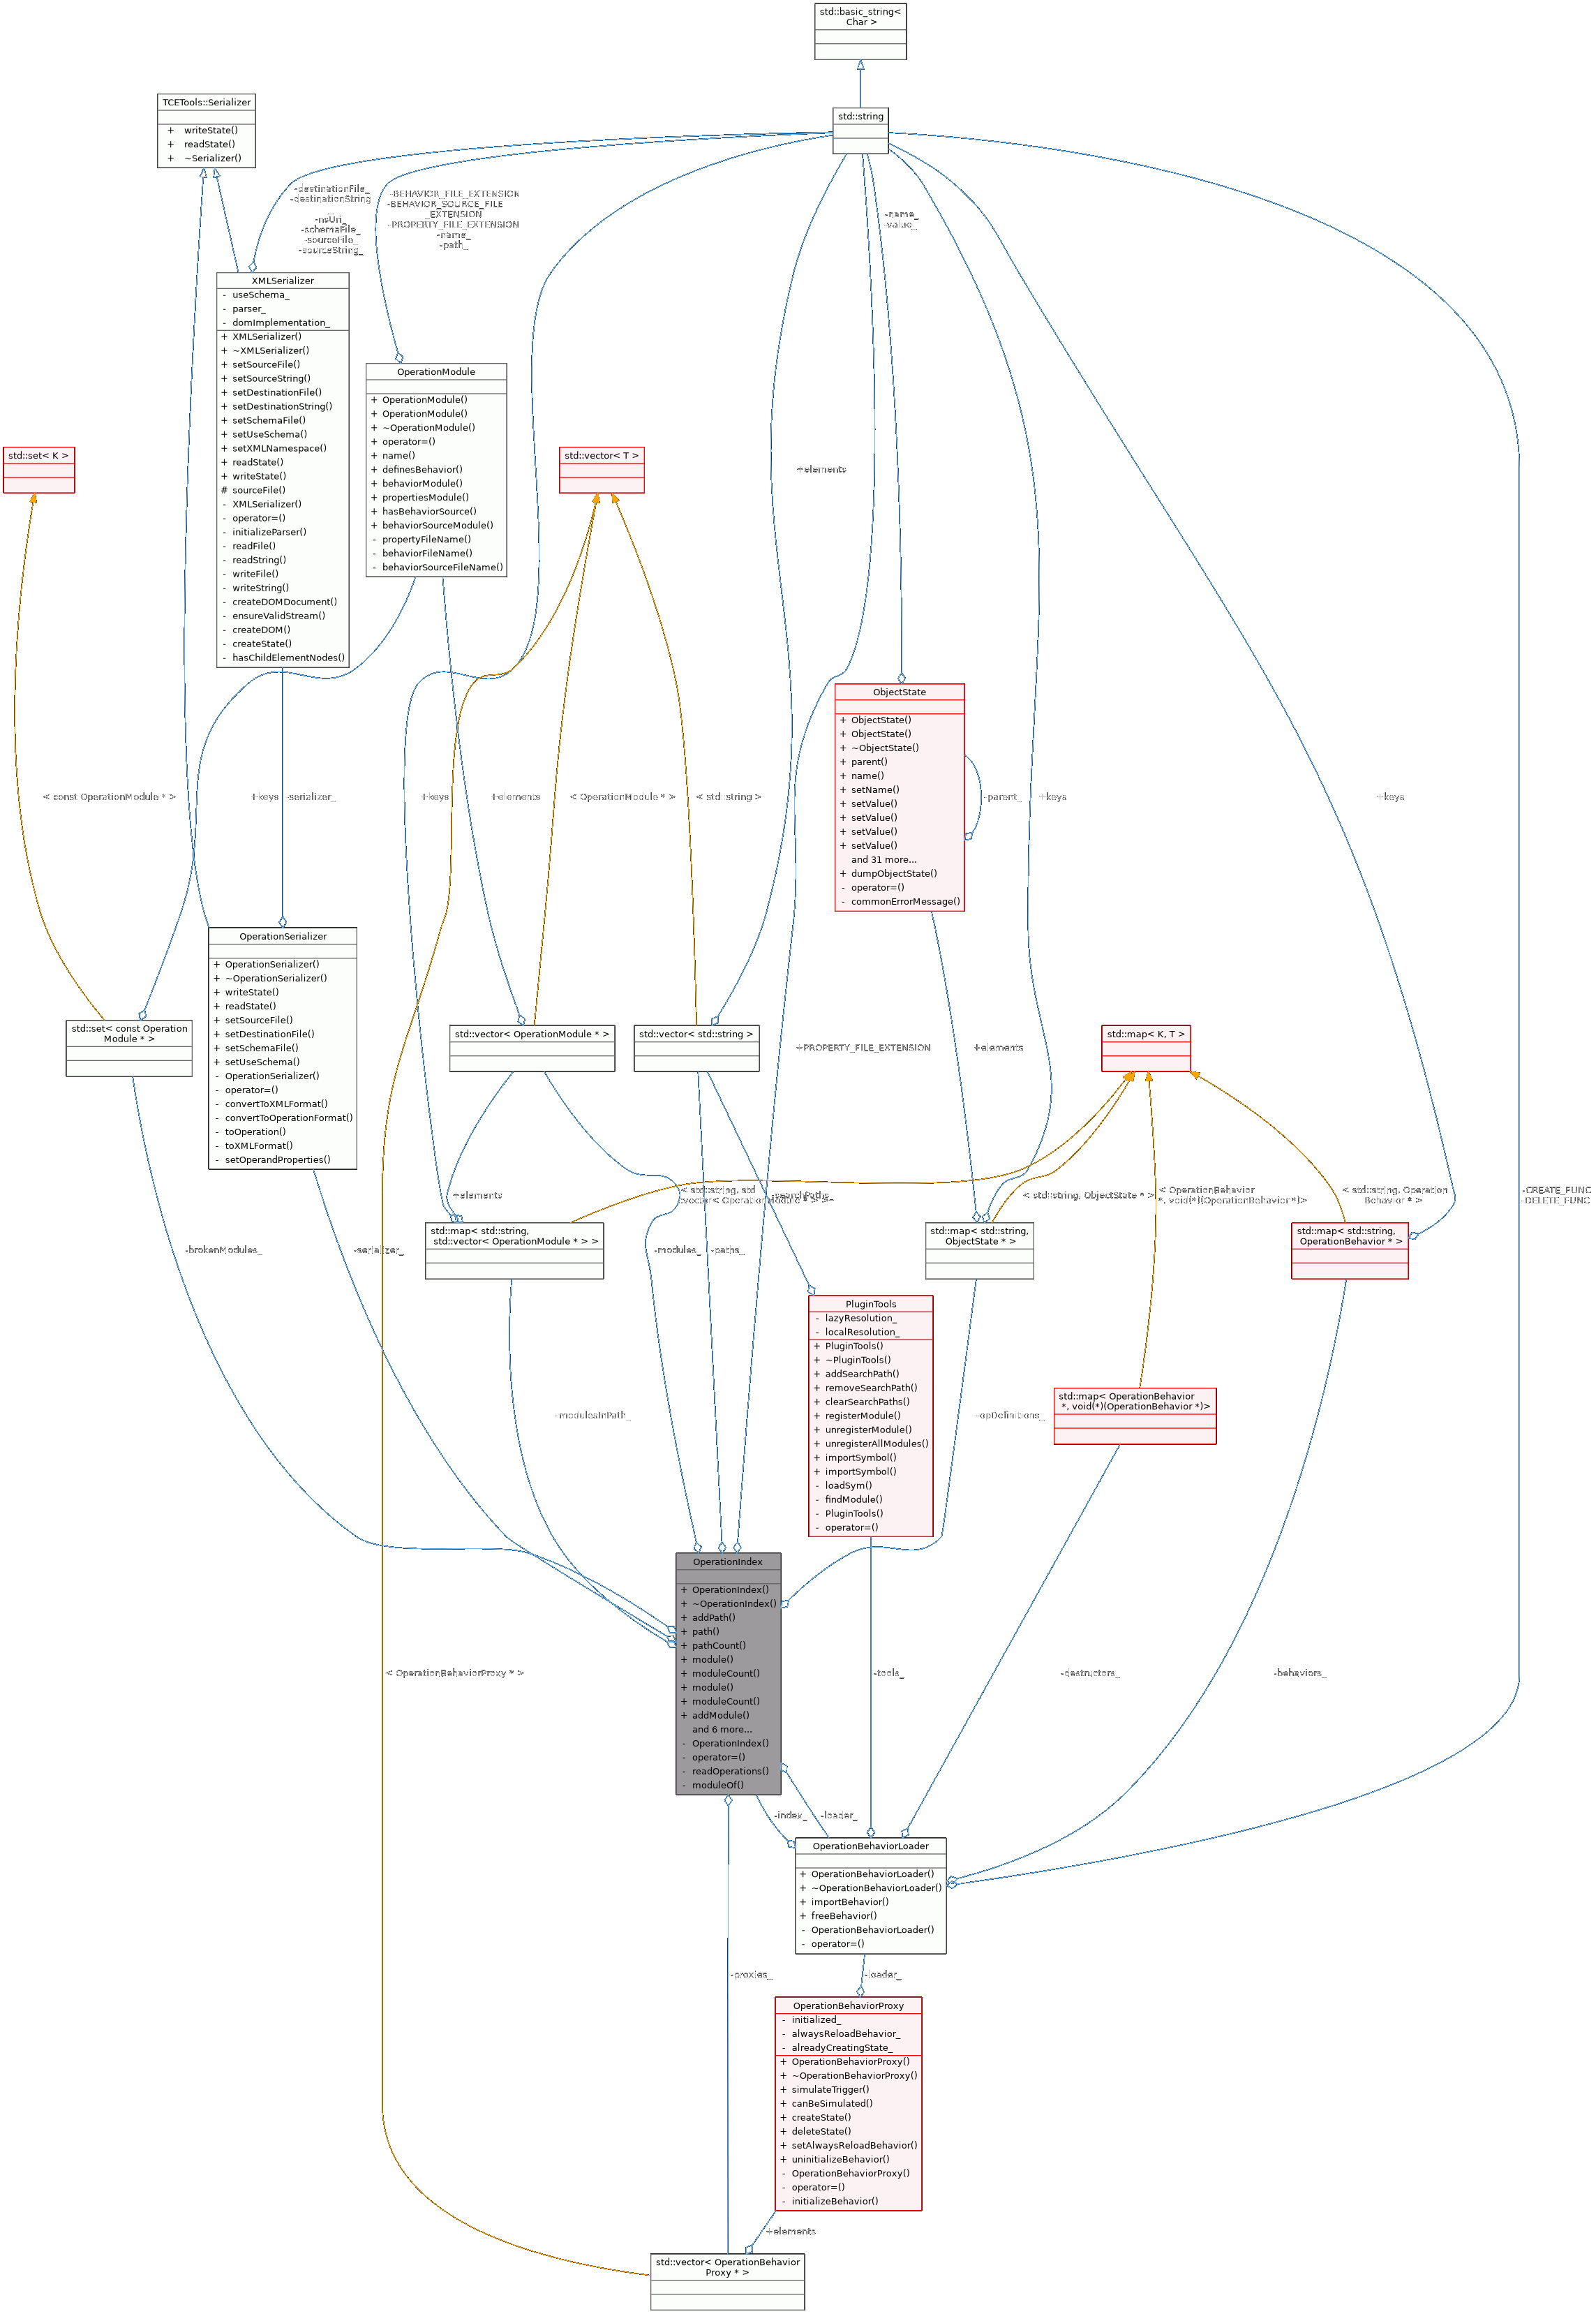 std::basic_string<
Char >
TCETools::Serializer
+ writeState()
+ readState()
+ ~Serializer()
std::string
-destinationFile_
-destinationString
...
-nsUri_
-schemaFile_
-sourceFile_
-sourceString_
-BEHAVIOR_FILE_EXTENSION
-BEHAVIOR_SOURCE_FILE
_EXTENSION
-PROPERTY_FILE_EXTENSION
-name_
-path_
-name_
-value_
XMLSerializer
- useSchema_
- parser_
- domImplementation_
+ XMLSerializer()
+ ~XMLSerializer()
+ setSourceFile()
+ setSourceString()
+ setDestinationFile()
+ setDestinationString()
+ setSchemaFile()
+ setUseSchema()
+ setXMLNamespace()
+ readState()
+ writeState()
# sourceFile()
- XMLSerializer()
- operator=()
- initializeParser()
- readFile()
- readString()
- writeFile()
- writeString()
- createDOMDocument()
- ensureValidStream()
- createDOM()
- createState()
- hasChildElementNodes()
OperationModule
+ OperationModule()
+ OperationModule()
+ ~OperationModule()
+ operator=()
+ name()
+ definesBehavior()
+ behaviorModule()
+ propertiesModule()
+ hasBehaviorSource()
+ behaviorSourceModule()
- propertyFileName()
- behaviorFileName()
- behaviorSourceFileName()
std::set< K >
std::vector< T >
+elements
ObjectState
+ ObjectState()
+ ObjectState()
+ ~ObjectState()
+ parent()
+ name()
+ setName()
+ setValue()
+ setValue()
+ setValue()
+ setValue()
and 31 more...
+ dumpObjectState()
- operator=()
- commonErrorMessage()
< const OperationModule * >
+keys
-serializer_
+keys
+elements
< OperationModule * >
< std::string >
-parent_
+keys
+keys
OperationSerializer
+ OperationSerializer()
+ ~OperationSerializer()
+ writeState()
+ readState()
+ setSourceFile()
+ setDestinationFile()
+ setSchemaFile()
+ setUseSchema()
- OperationSerializer()
- operator=()
- convertToXMLFormat()
- convertToOperationFormat()
- toOperation()
- toXMLFormat()
- setOperandProperties()
std::set< const Operation
Module * >
std::vector< OperationModule * >
std::vector< std::string >
+PROPERTY_FILE_EXTENSION
+elements
std::map< K, T >
+elements
< std::string, std
::vector< OperationModule * > >
-searchPaths
< std::string, ObjectState * >
< OperationBehavior
*, void(*)(OperationBehavior *)>
< std::string, Operation
Behavior * >
-CREATE_FUNC
-DELETE_FUNC
-brokenModules_
-serializer_
std::map< std::string,
std::vector< OperationModule * > >
-modules_
-paths_
std::map< std::string,
ObjectState * >
std::map< std::string,
OperationBehavior * >
PluginTools
- lazyResolution_
- localResolution_
+ PluginTools()
+ ~PluginTools()
+ addSearchPath()
+ removeSearchPath()
+ clearSearchPaths()
+ registerModule()
+ unregisterModule()
+ unregisterAllModules()
+ importSymbol()
+ importSymbol()
- loadSym()
- findModule()
- PluginTools()
- operator=()
-modulesInPath_
-opDefinitions_
std::map< OperationBehavior
*, void(*)(OperationBehavior *)>
OperationIndex
+ OperationIndex()
+ ~OperationIndex()
+ addPath()
+ path()
+ pathCount()
+ module()
+ moduleCount()
+ module()
+ moduleCount()
+ addModule()
and 6 more...
- OperationIndex()
- operator=()
- readOperations()
- moduleOf()
< OperationBehaviorProxy * >
-tools_
-destructors_
-behaviors_
-index_
-loader_
OperationBehaviorLoader
+ OperationBehaviorLoader()
+ ~OperationBehaviorLoader()
+ importBehavior()
+ freeBehavior()
- OperationBehaviorLoader()
- operator=()
-proxies_
-loader_
OperationBehaviorProxy
- initialized_
- alwaysReloadBehavior_
- alreadyCreatingState_
+ OperationBehaviorProxy()
+ ~OperationBehaviorProxy()
+ simulateTrigger()
+ canBeSimulated()
+ createState()
+ deleteState()
+ setAlwaysReloadBehavior()
+ uninitializeBehavior()
- OperationBehaviorProxy()
- operator=()
- initializeBehavior()
+elements
std::vector< OperationBehavior
Proxy * >